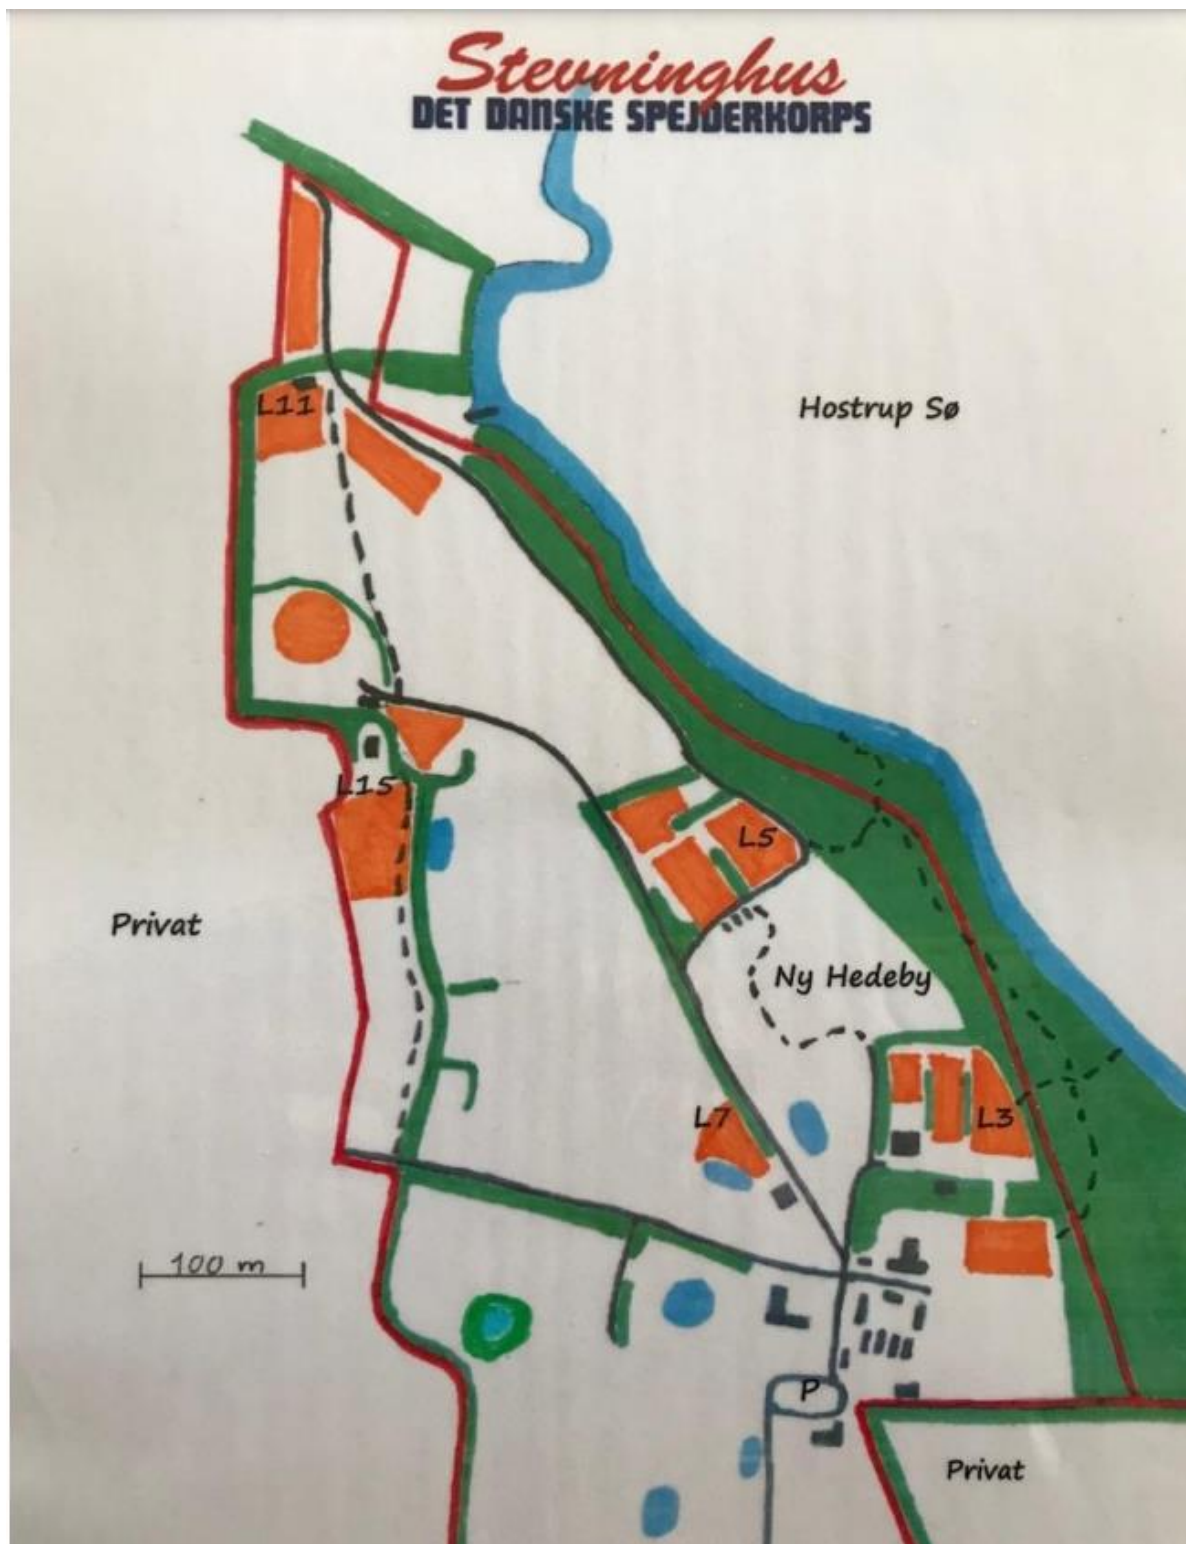 Stevninghus
DET DANSKE SPEJDERKORPS
L11
Hostrup Sø
L15
L5
Privat
Ny Hedeby
L7
L3
100 m
P
Privat